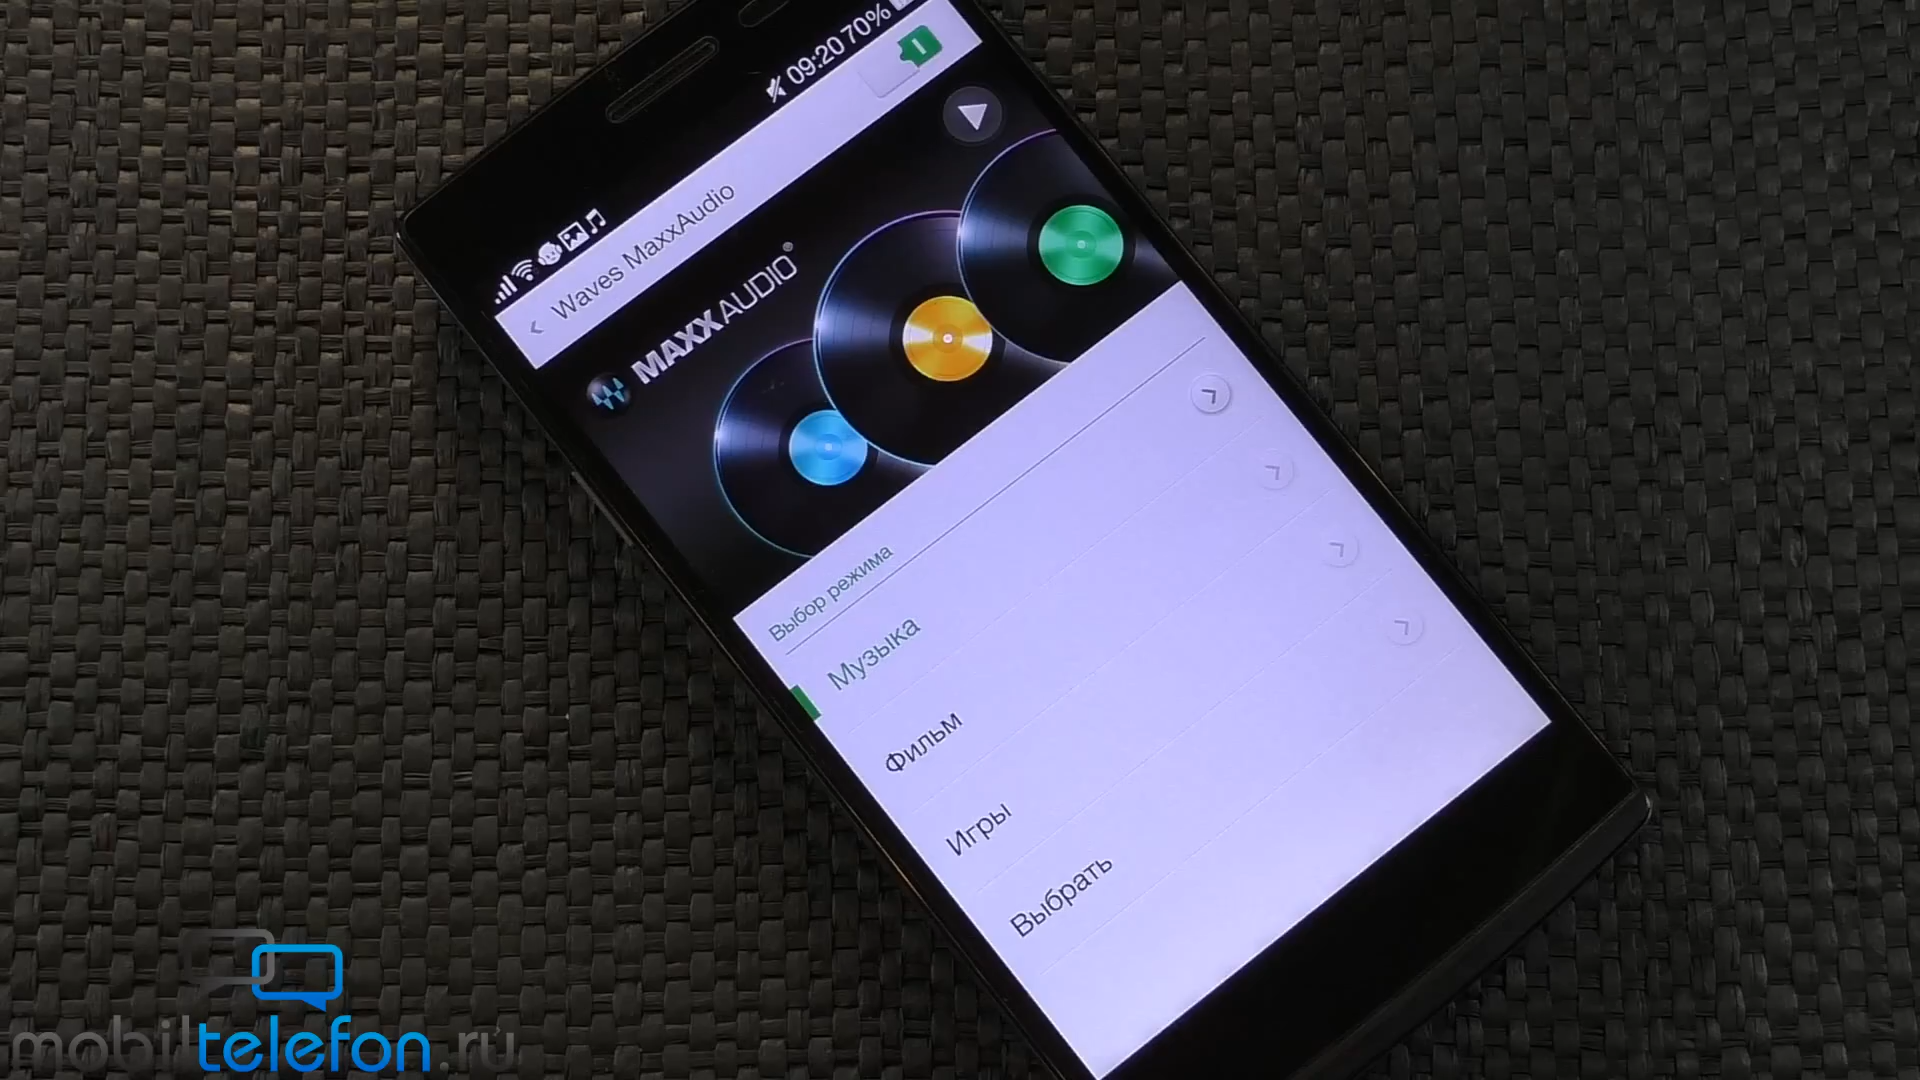 09:20 70%
Waves MaxxAudio
MAXXAUDIO®
Выбор режима
Музыка
Фильм
Игры
Выбрать
mobiltelefon.ru